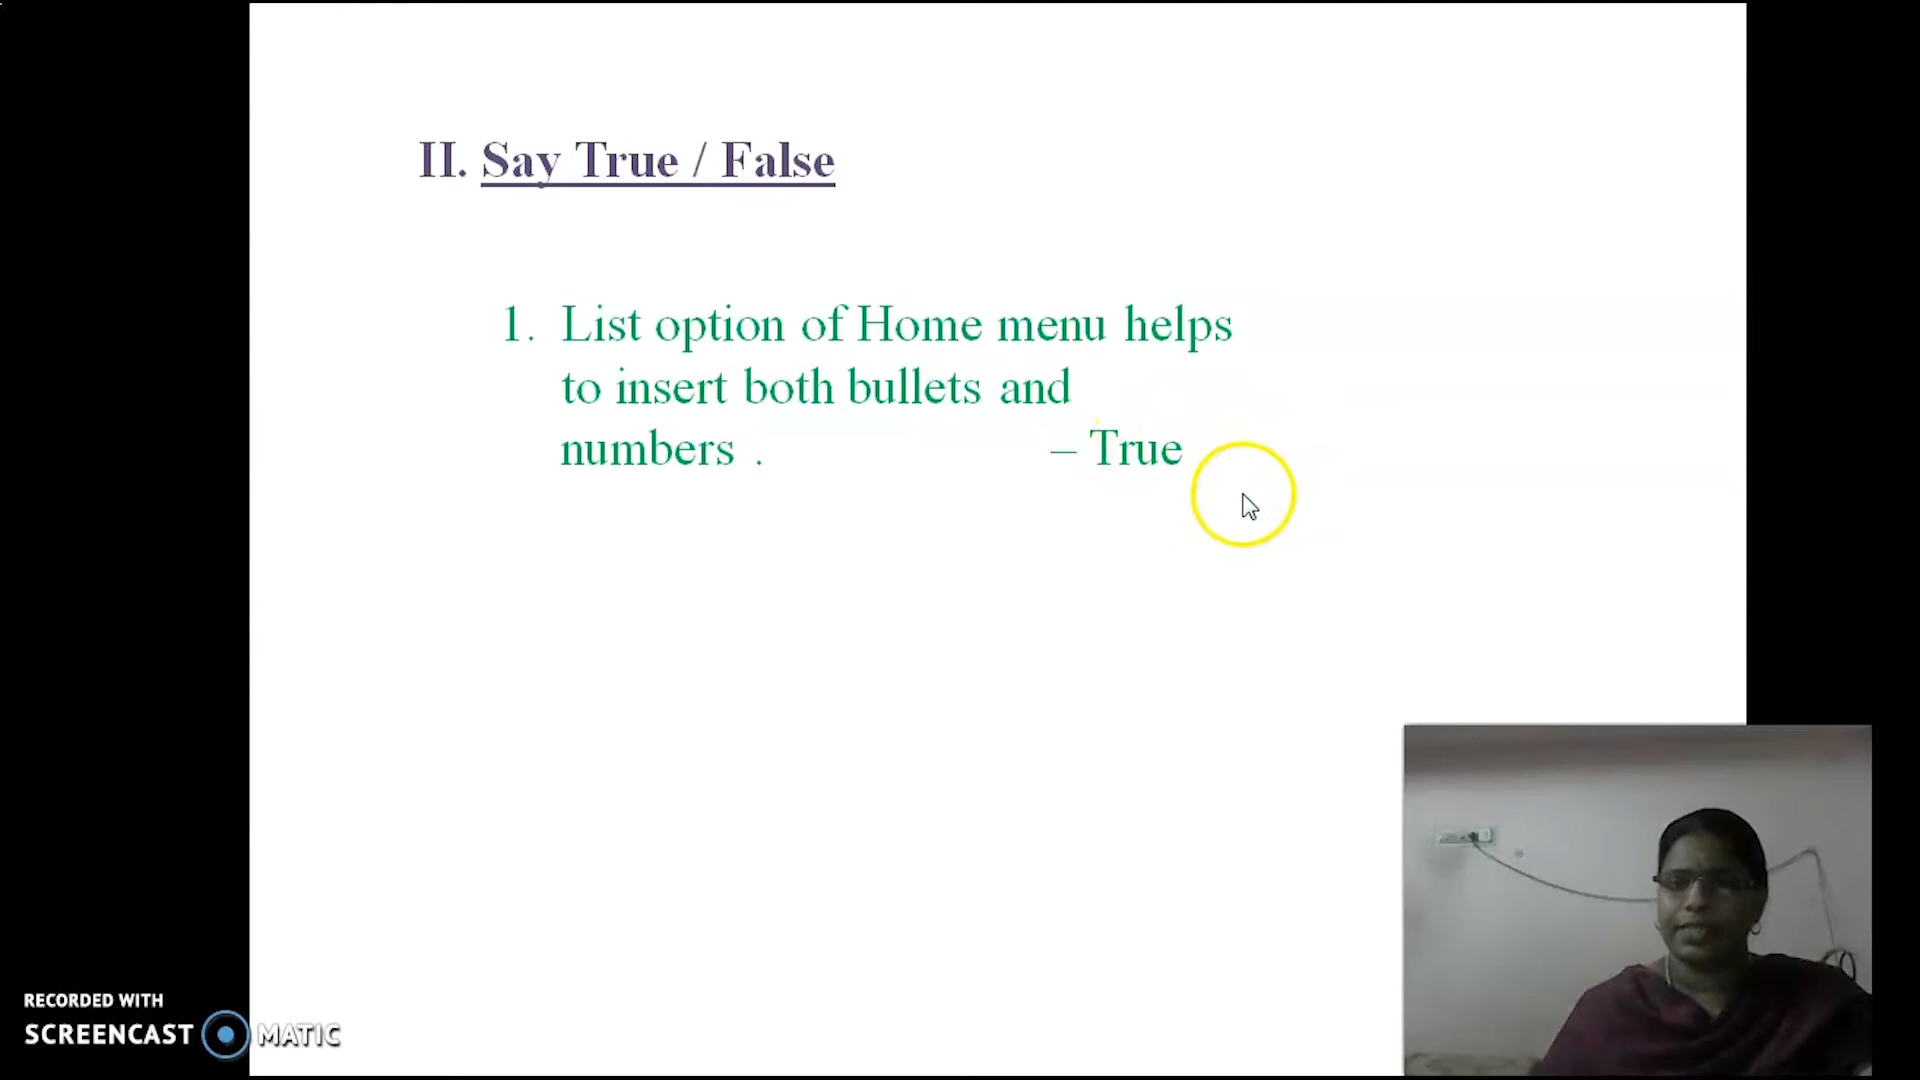 II. Say True / False
1. List option of Home menu helps
to insert both bullets and
numbers . – True
RECORDED WITH
SCREENCAST MATIC